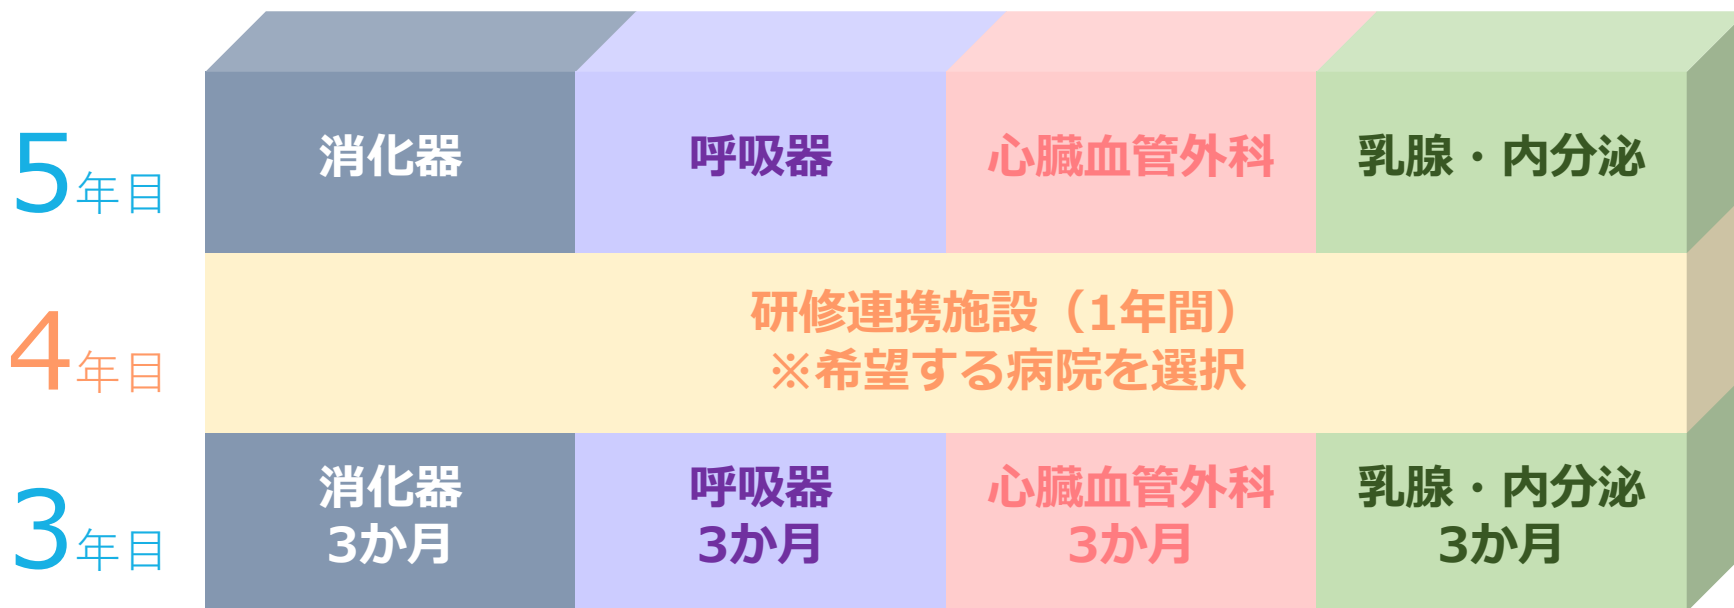 5年目
消化器
呼吸器
心臓血管外科
乳腺・内分泌
4年目
研修連携施設（1年間）
※希望する病院を選択
3年目
消化器
3か月
呼吸器
3か月
心臓血管外科
3か月
乳腺・内分泌
3か月